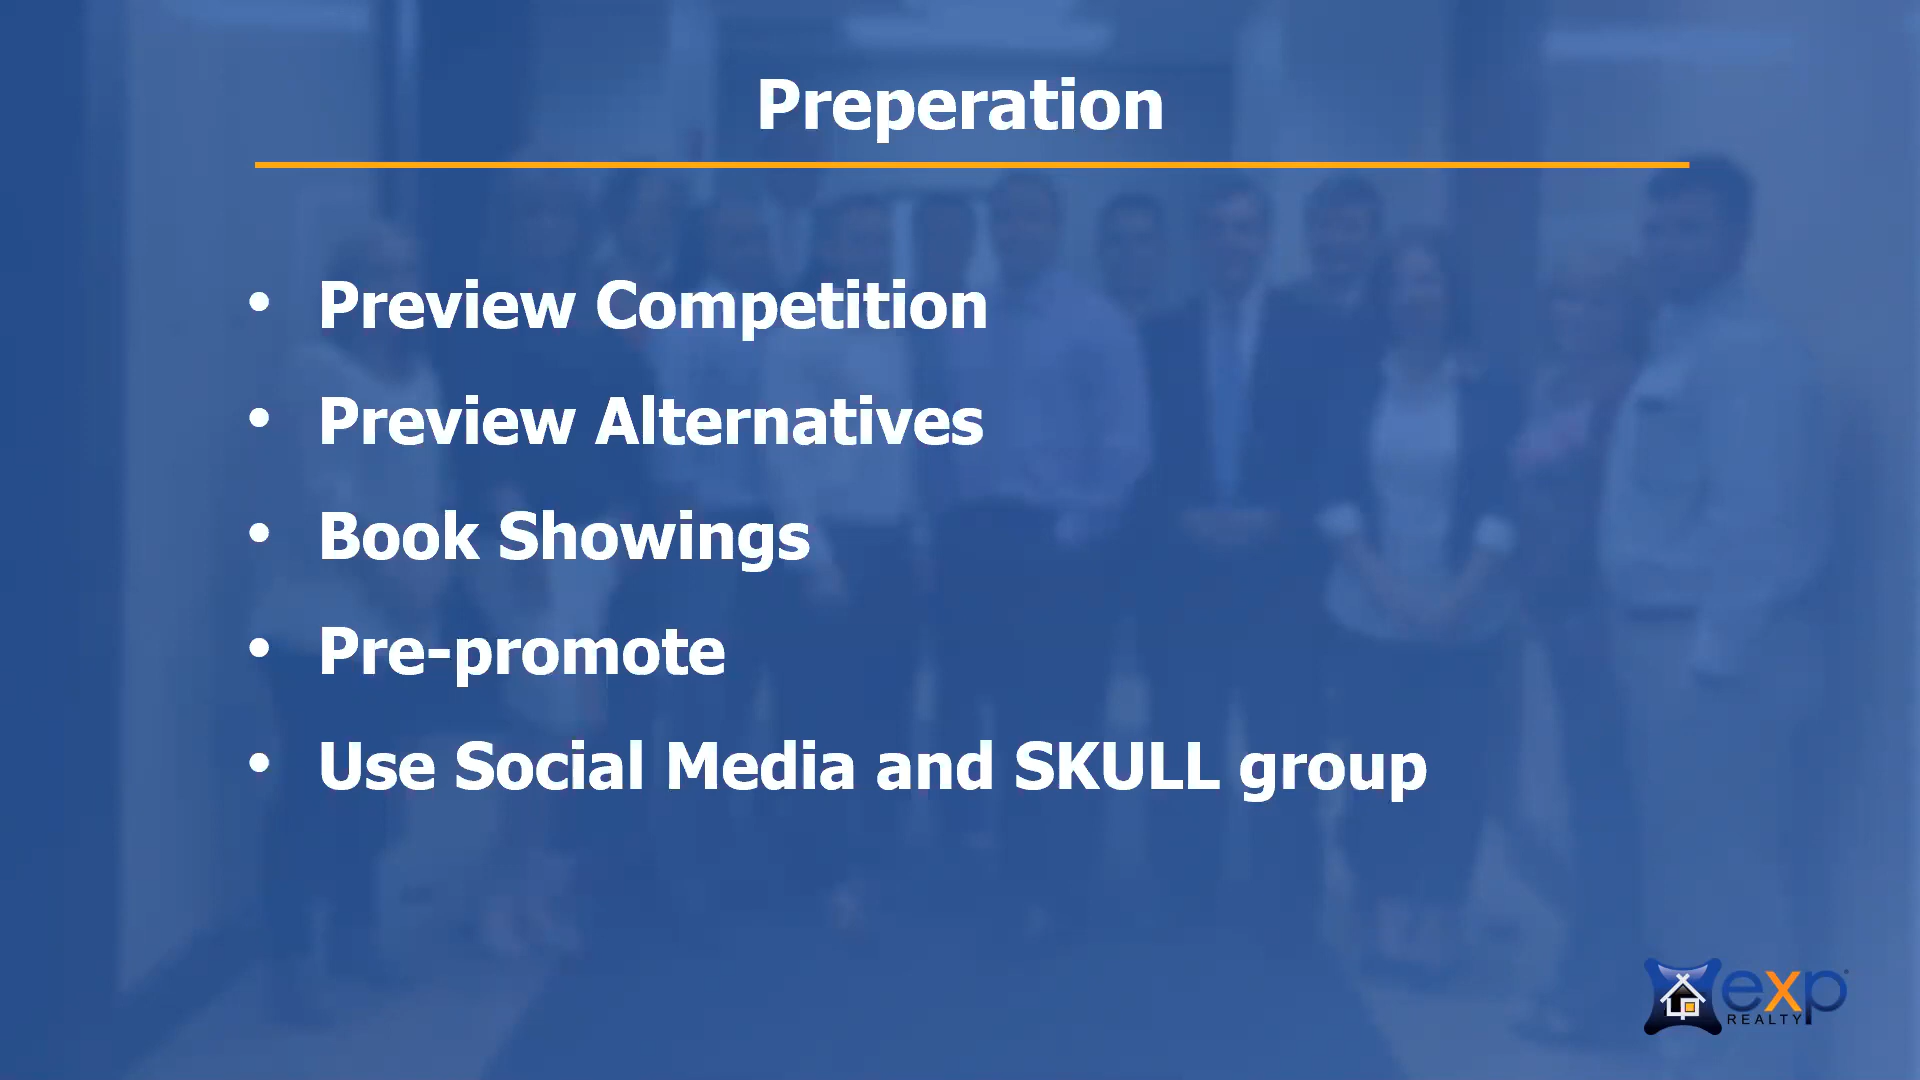 Preperation
• Preview Competition
• Preview Alternatives
• Book Showings
• Pre-promote
• Use Social Media and SKULL group
exp
REALTY